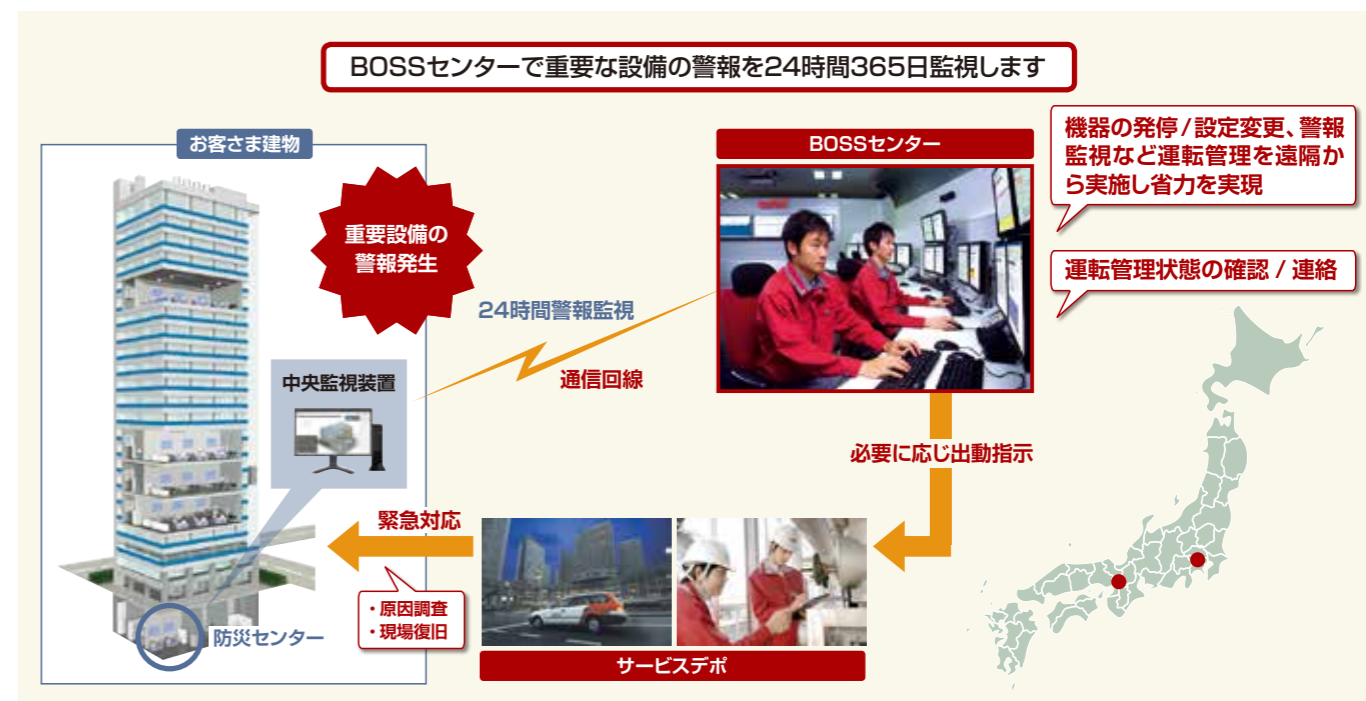 BOSSセンターで重要な設備の警報を24時間365日監視します
お客さま建物
重要設備の
警報発生
24時間警報監視
通信回線
中央監視装置
防災センター
BOSSセンター
機器の発停/設定変更、警報
監視など運転管理を遠隔か
ら実施し省力を実現
運転管理状態の確認 / 連絡
必要に応じ出動指示
緊急対応
・原因調査
・現場復旧
サービスデポ